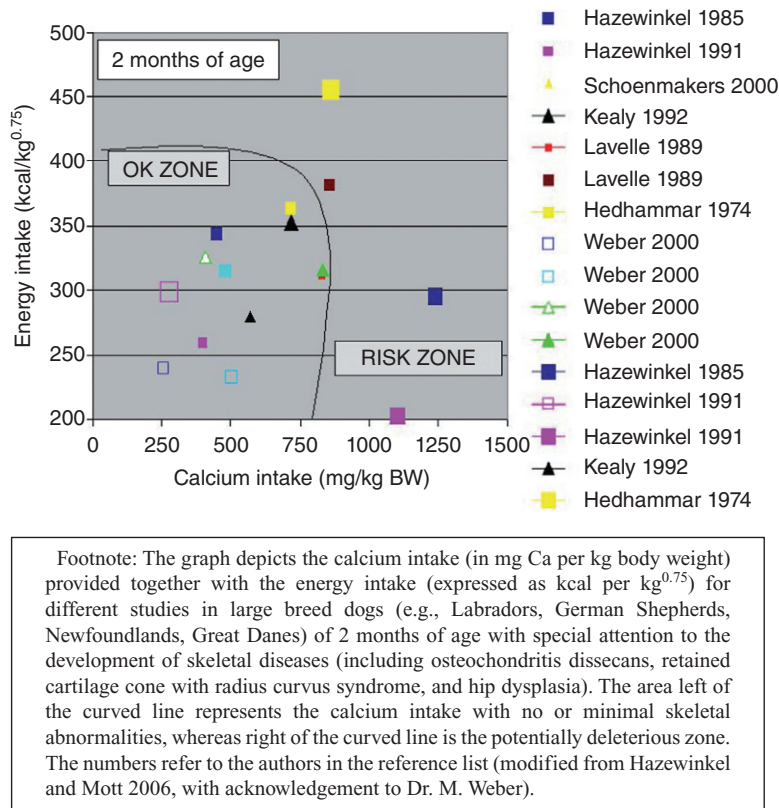 500
450
400
350
300
250
200
Energy intake (kcal/kg0.75)
2 months of age
OK ZONE
RISK ZONE
0 250 500 750 1000 1250 1500
Calcium intake (mg/kg BW)
Hazewinkel 1985
Hazewinkel 1991
Schoenmakers 2000
Kealy 1992
Lavelle 1989
Lavelle 1989
Hedhammar 1974
Weber 2000
Weber 2000
Weber 2000
Weber 2000
Hazewinkel 1985
Hazewinkel 1991
Hazewinkel 1991
Kealy 1992
Hedhammar 1974
Footnote: The graph depicts the calcium intake (in mg Ca per kg body weight)
provided together with the energy intake (expressed as kcal per kg0.75) for
different studies in large breed dogs (e.g., Labradors, German Shepherds,
Newfoundlands, Great Danes) of 2 months of age with special attention to the
development of skeletal diseases (including osteochondritis dissecans, retained
cartilage cone with radius curvus syndrome, and hip dysplasia). The area left of
the curved line represents the calcium intake with no or minimal skeletal
abnormalities, whereas right of the curved line is the potentially deleterious zone.
The numbers refer to the authors in the reference list (modified from Hazewinkel
and Mott 2006, with acknowledgement to Dr. M. Weber).